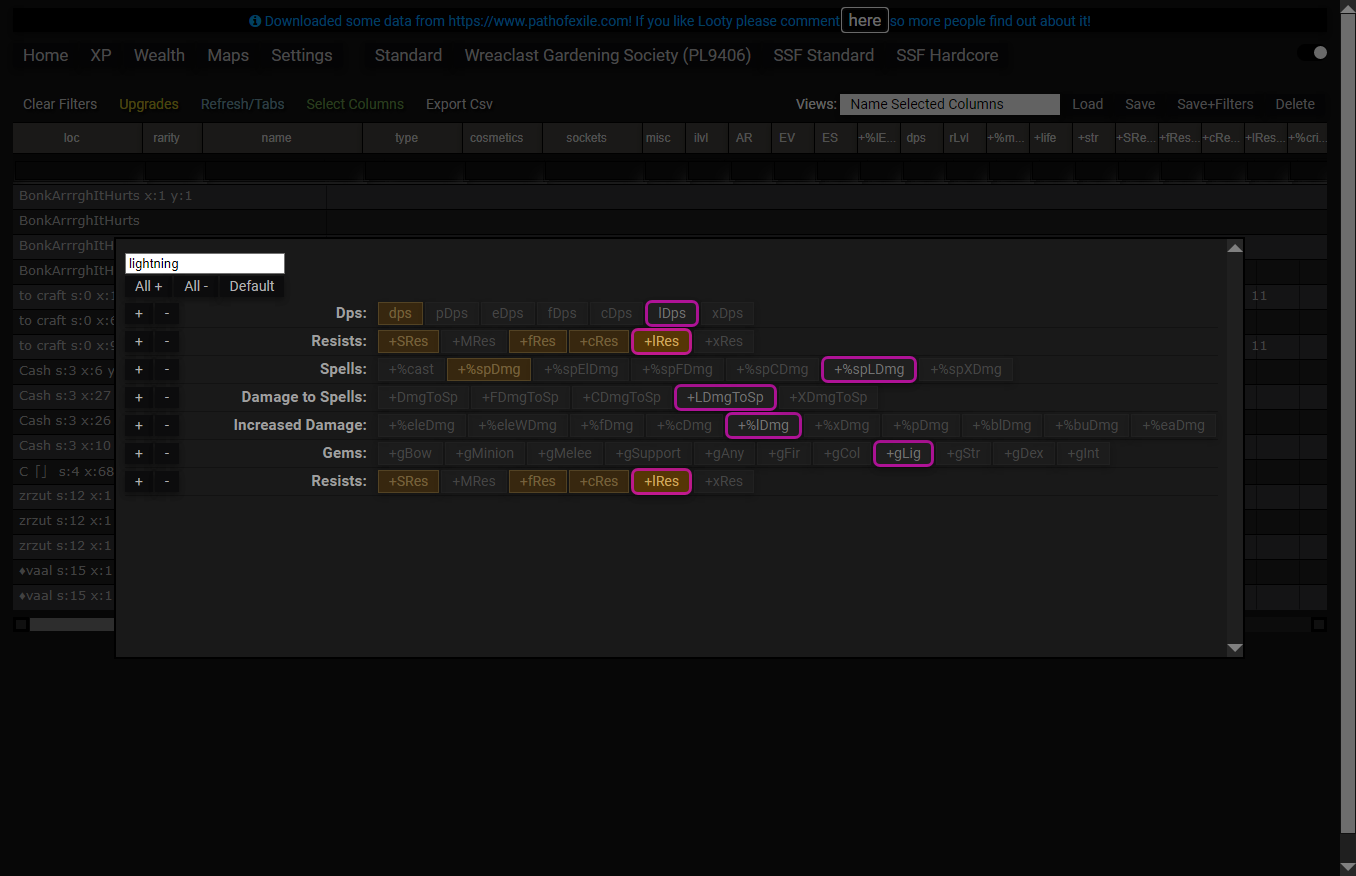 Downloaded some data from https://www.pathofexile.com! If you like Looty please comment here so more people find out about it!
Home XP Wealth Maps Settings Standard Wreaclast Gardening Society (PL9406) SSF Standard SSF Hardcore
Clear Filters Upgrades Refresh/Tabs Select Columns Export Csv Views: Name Selected Columns Load Save Save+Filters Delete
loc rarity name type cosmetics sockets misc ilvl AR EV ES +%IE... dps rLvl +%m... +life +str +SRe... +fRes... +cRe... +lRes... +%cri...
BonkArrrghItHurts x:1 y:1
BonkArrrghItHurts
BonkArrrghItH
BonkArrrghItH
lightning
All + All - Default
to craft s:0 x:1 11
+ - Dps: dps pDps eDps fDps cDps lDps xDps
to craft s:0 x:6
+ - Resists: +SRes +MRes +fRes +cRes +lRes +xRes
to craft s:0 x:9 11
Cash s:3 x:6 y
+ - Spells: +%cast +%spDmg +%spElDmg +%spFDmg +%spCDmg +%spLDmg +%spXDmg
Cash s:3 x:27
+ - Damage to Spells: +DmgToSp +FDmgToSp +CDmgToSp +LDmgToSp +XDmgToSp
Cash s:3 x:26
+ - Increased Damage: +%eleDmg +%eleWDmg +%fDmg +%cDmg +%lDmg +%xDmg +%pDmg +%blDmg +%buDmg +%eaDmg
Cash s:3 x:10
+ - Gems: +gBow +gMinion +gMelee +gSupport +gAny +gFir +gCol +gLig +gStr +gDex +gInt
C ⌈⌋ s:4 x:68
+ - Resists: +SRes +MRes +fRes +cRes +lRes +xRes
zrzut s:12 x:1
zrzut s:12 x:1
zrzut s:12 x:1
♦vaal s:15 x:1
♦vaal s:15 x:1